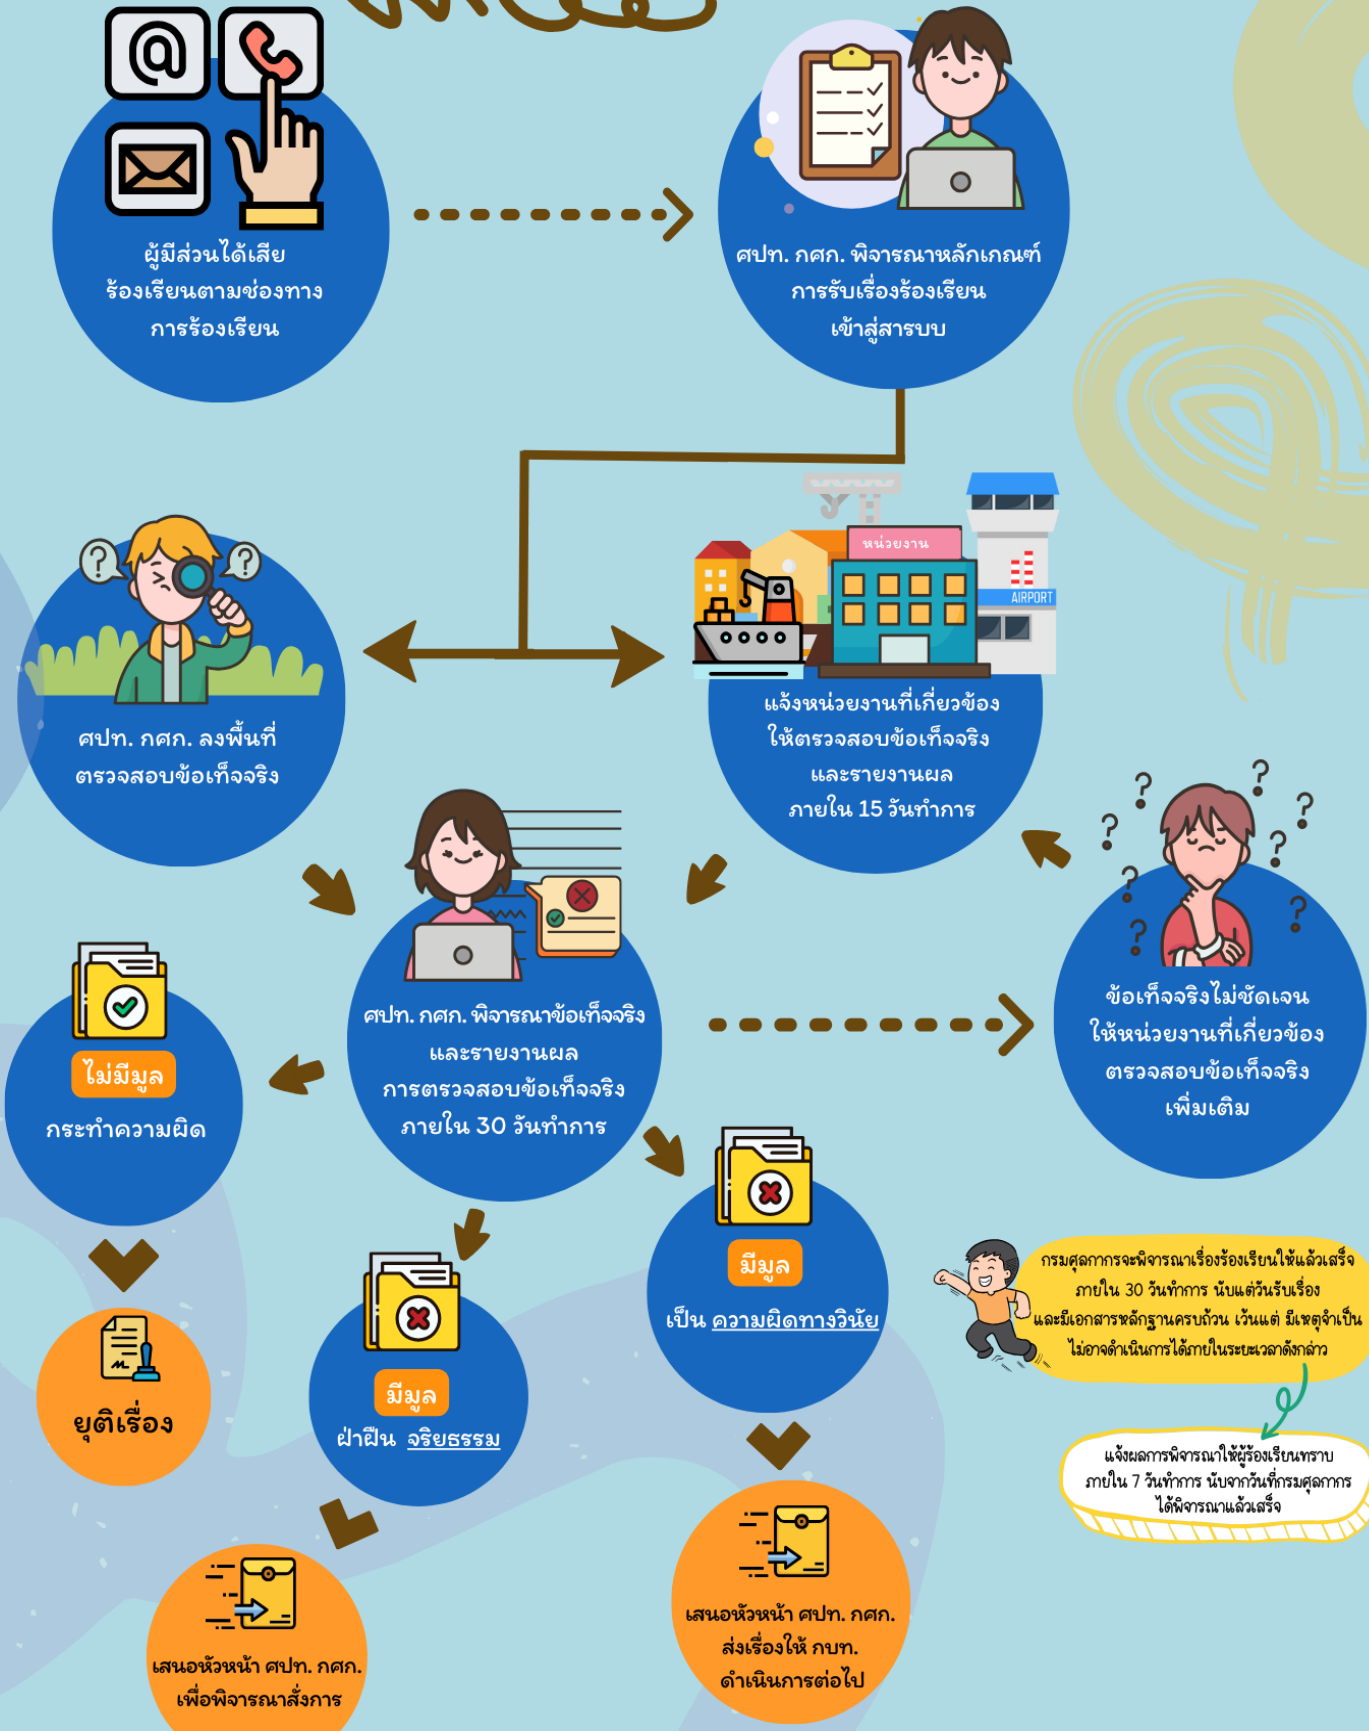 ผู้มีส่วนได้เสีย
ร้องเรียนตามช่องทาง
การร้องเรียน
ศปท. กศก. พิจารณาหลักเกณฑ์
การรับเรื่องร้องเรียน
เข้าสู่สารบบ
หน่วยงาน
AIRPORT
ศปท. กศก. ลงพื้นที่
ตรวจสอบข้อเท็จจริง
แจ้งหน่วยงานที่เกี่ยวข้อง
ให้ตรวจสอบข้อเท็จจริง
และรายงานผล
ภายใน 15 วันทำการ
ศปท. กศก. พิจารณาข้อเท็จจริง
และรายงานผล
การตรวจสอบข้อเท็จจริง
ภายใน 30 วันทำการ
ข้อเท็จจริงไม่ชัดเจน
ให้หน่วยงานที่เกี่ยวข้อง
ตรวจสอบข้อเท็จจริง
เพิ่มเติม
ไม่มีมูล
กระทำความผิด
ยุติเรื่อง
มีมูล
ฝ่าฝืน จริยธรรม
เสนอหัวหน้า ศปท. กศก.
เพื่อพิจารณาสั่งการ
มีมูล
เป็น ความผิดทางวินัย
เสนอหัวหน้า ศปท. กศก.
ส่งเรื่องให้ กบท.
ดำเนินการต่อไป
กรมศุลกากรจะพิจารณาเรื่องร้องเรียนให้แล้วเสร็จ
ภายใน 30 วันทำการ นับแต่วันรับเรื่อง
และมีเอกสารหลักฐานครบถ้วน เว้นแต่ มีเหตุจำเป็น
ไม่อาจดำเนินการได้ภายในระยะเวลาดังกล่าว
แจ้งผลการพิจารณาให้ผู้ร้องเรียนทราบ
ภายใน 7 วันทำการ นับจากวันที่กรมศุลกากร
ได้พิจารณาแล้วเสร็จ